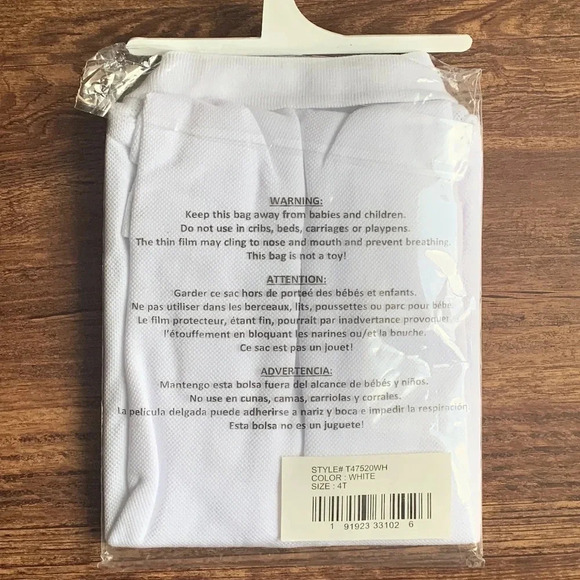 WARNING:
Keep this bag away from babies and children.
Do not use in cribs, beds, carriages or playpens.
The thin film may cling to nose and mouth and prevent breathing.
This bag is not a toy!
ATTENTION:
Garder ce sac hors de porteé des bébés et enfants.
Ne pas utiliser dans les berceaux, lits, poussettes ou parc pour bébé.
Le film protecteur, étant fin, pourrait par inadvertance provoquer
l'étouffement en bloquant les narines ou/et la bouche.
Ce sac est pas un jouet!
ADVERTENCIA:
Mantengo esta bolsa fuera del alcance de bébés y niños.
No use en cunas, camas, carriolas y corrales.
La película delgada puede adherirse a nariz y boca e impedir la respiración.
Esta bolsa no es un juguete!
STYLE# T47520WH
COLOR : WHITE
SIZE : 4T
1 91923 33102 6